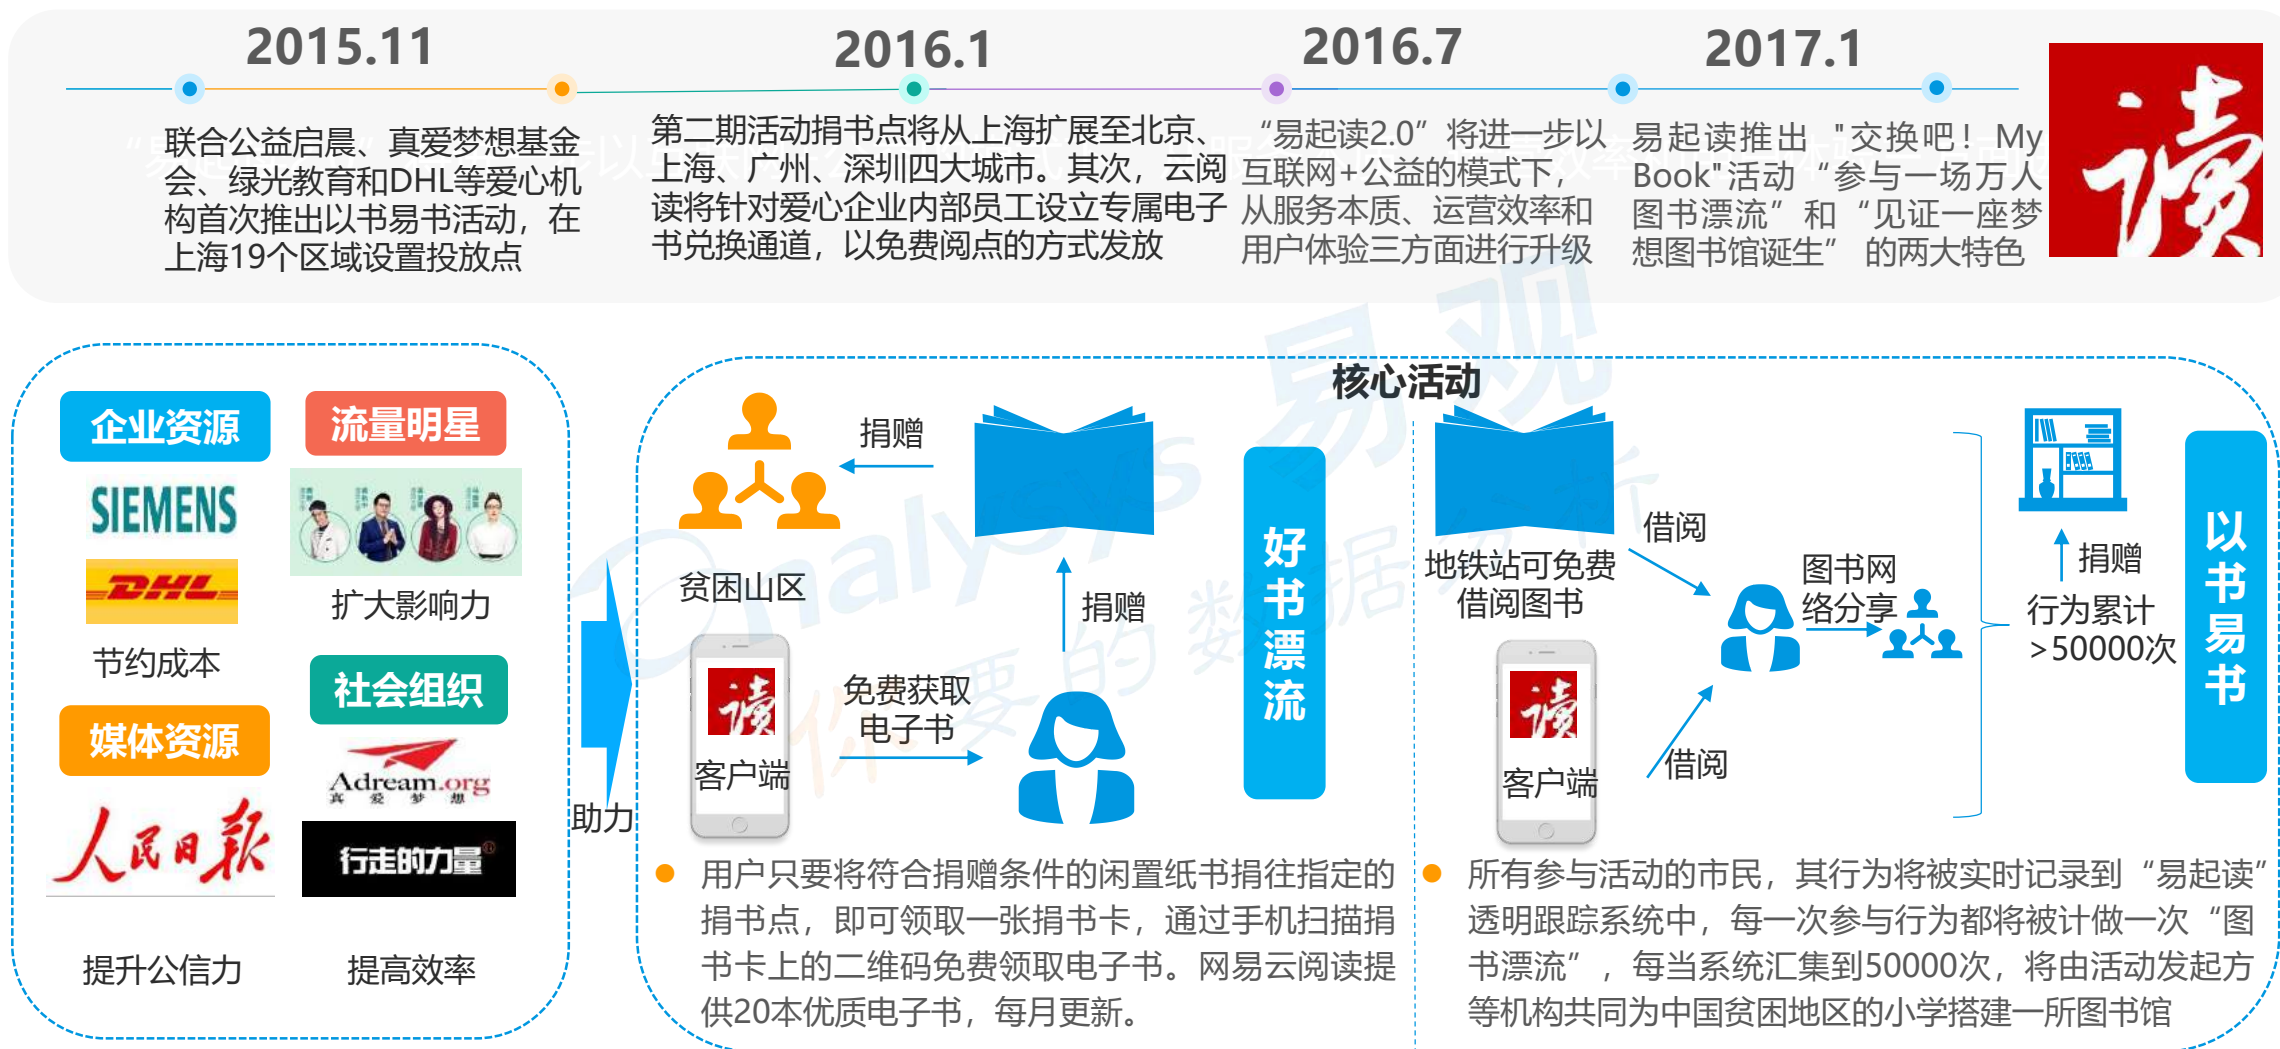 2015.11
2016.1
2016.7
2017.1
联合公益启晨、真爱梦想基金
会、绿光教育和DHL等爱心机
构首次推出以书易书活动，在
上海19个区域设置投放点
第二期活动捐书点将从上海扩展至北京、
上海、广州、深圳四大城市。其次，云阅
读将针对爱心企业内部员工设立专属电子
书兑换通道，以免费阅点的方式发放
“易起读2.0”将进一步以
互联网+公益的模式下，
从服务本质、运营效率和
用户体验三方面进行升级
易起读推出 "交换吧！My
Book"活动“参与一场万人
图书漂流”和“见证一座梦
想图书馆诞生” 的两大特色
读
企业资源
SIEMENS
DHL
节约成本
媒体资源
人民日报
提升公信力
流量明星
扩大影响力
社会组织
Adream.org
真爱梦想
行走的力量®
提高效率
助力
核心活动
捐赠
贫困山区
捐赠
读
客户端
免费获取
电子书
好书漂流
用户只要将符合捐赠条件的闲置纸书捐往指定的
捐书点，即可领取一张捐书卡，通过手机扫描捐
书卡上的二维码免费领取电子书。网易云阅读提
供20本优质电子书，每月更新。
地铁站可免费
借阅图书
借阅
读
客户端
借阅
图书网
络分享
捐赠
行为累计
>50000次
以书易书
所有参与活动的市民，其行为将被实时记录到“易起读”
透明跟踪系统中，每一次参与行为都将被计做一次“图
书漂流”，每当系统汇集到50000次，将由活动发起方
等机构共同为中国贫困地区的小学搭建一所图书馆
Analysys 易观
你要的数据分析